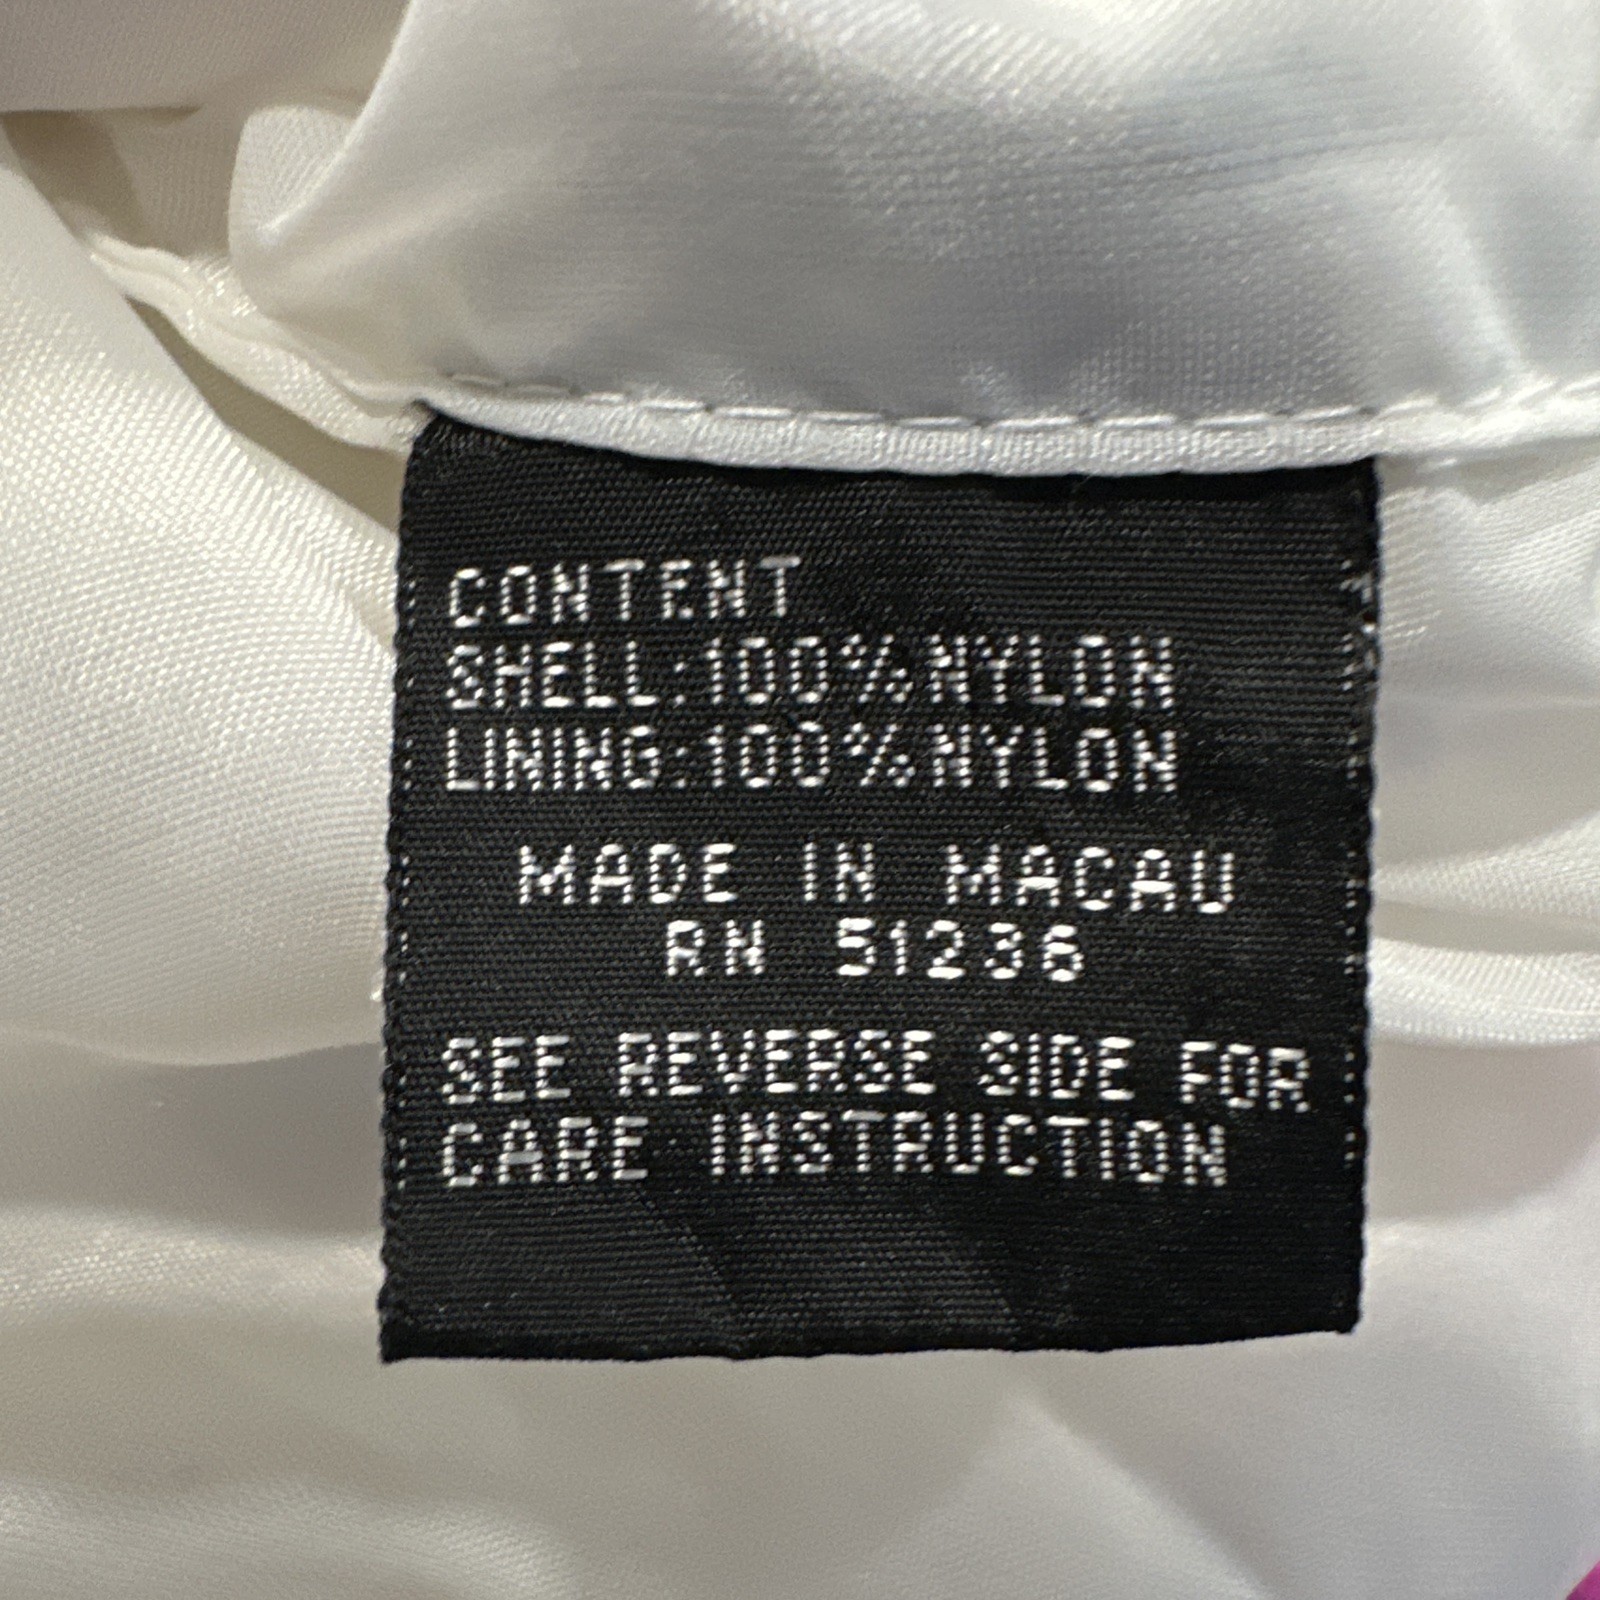 CONTENT
SHELL:100%NYLON
LINING:100%NYLON
MADE IN MACAU
RN 51236
SEE REVERSE SIDE FOR
CARE INSTRUCTION